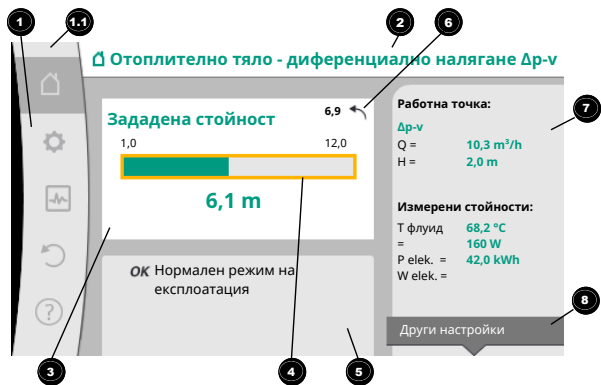 1
1.1
2
6
Отоплително тяло - диференциално налягане Δp-v
6,9
Зададена стойност
1,0 12,0
6,1 m
OK Нормален режим на
експлоатация
Работна точка:
7
Δp-v
Q = 10,3 m³/h
H = 2,0 m
Измерени стойности:
T флуид 68,2 °C
= 160 W
P elek. = 42,0 kWh
W elek. =
8
Други настройки
?
3
4
5